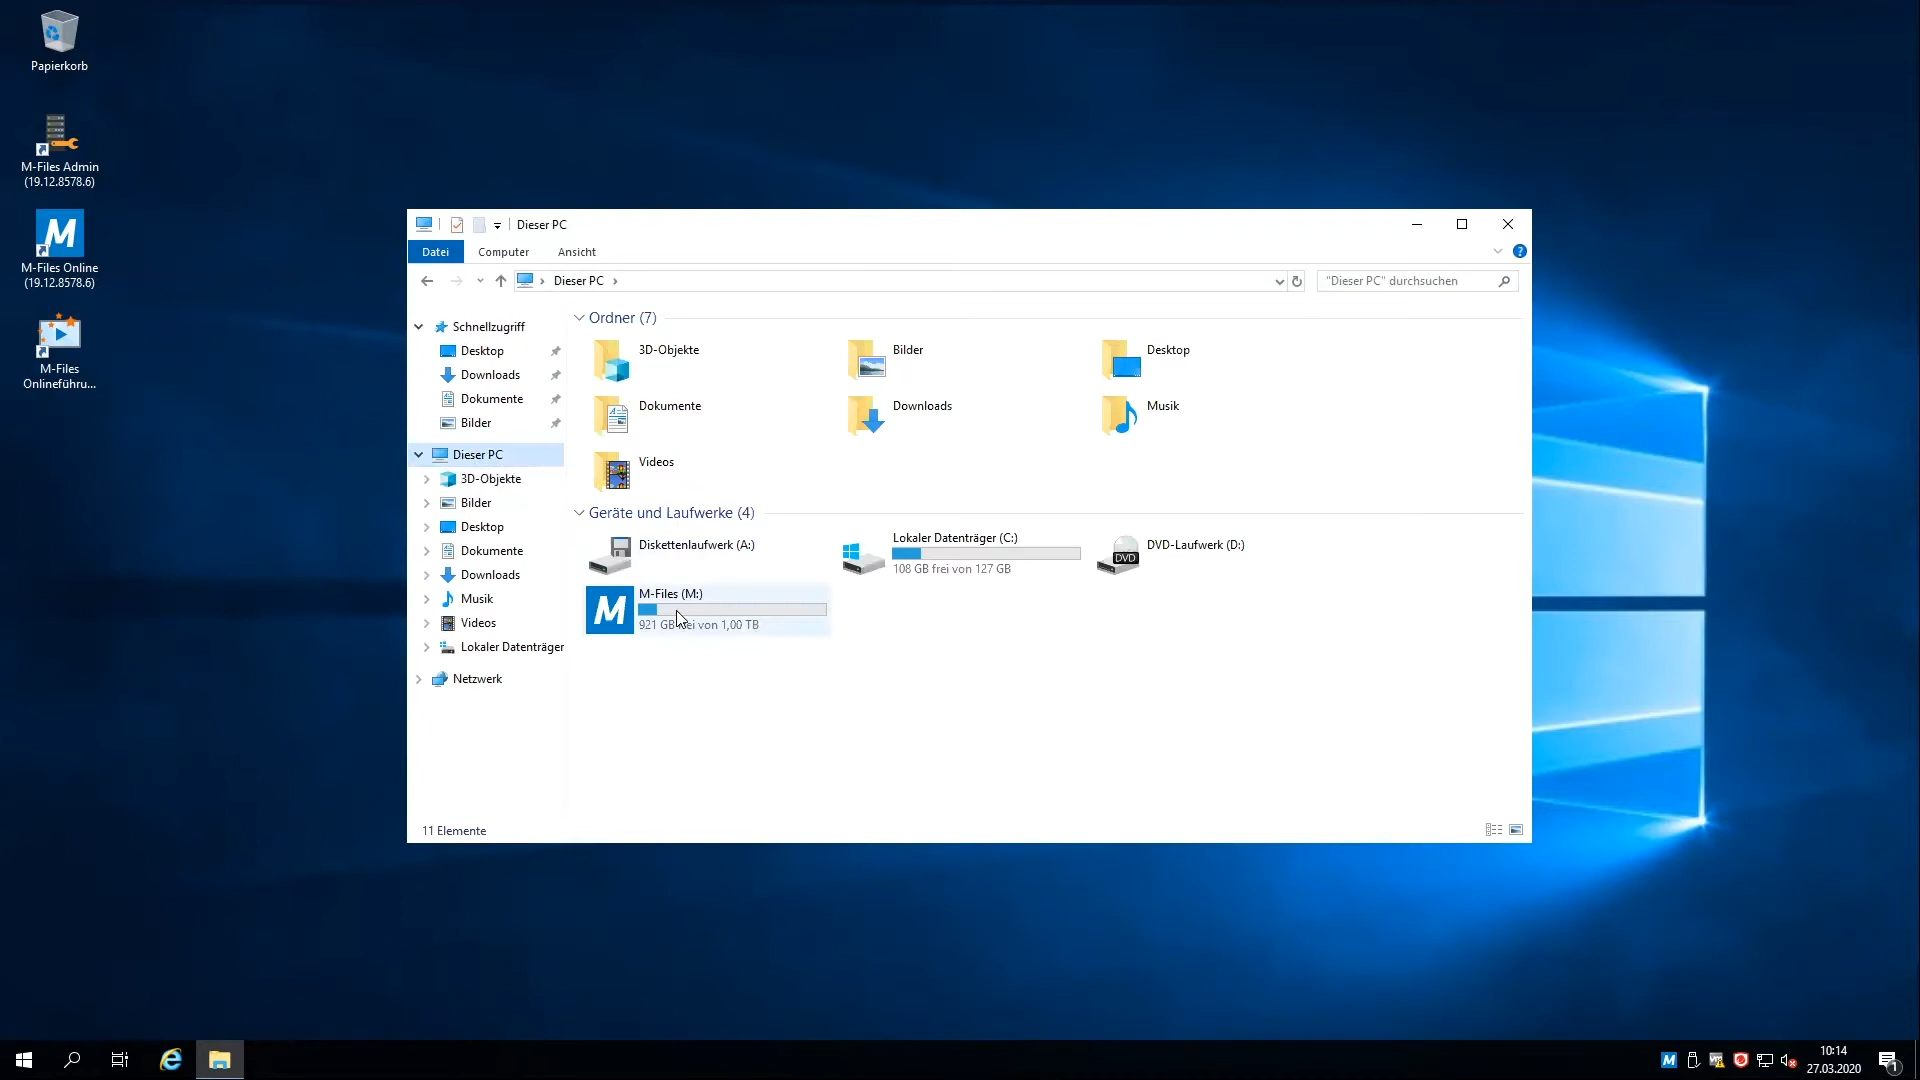 Papierkorb
M-Files Admin
(19.12.8578.6)
M
M-Files Online
(19.12.8578.6)
M-Files
Onlineführu...
Dieser PC
Datei
Computer
Ansicht
?
Dieser PC
"Dieser PC" durchsuchen
Schnellzugriff
Desktop
Downloads
Dokumente
Bilder
Dieser PC
3D-Objekte
Bilder
Desktop
Dokumente
Downloads
Musik
Videos
Lokaler Datenträger
Netzwerk
Ordner (7)
3D-Objekte
Bilder
Desktop
Dokumente
Downloads
Musik
Videos
Geräte und Laufwerke (4)
Diskettenlaufwerk (A:)
Lokaler Datenträger (C:)
108 GB frei von 127 GB
DVD
DVD-Laufwerk (D:)
M
M-Files (M:)
921 GB frei von 1,00 TB
11 Elemente
M
10:14
27.03.2020
1